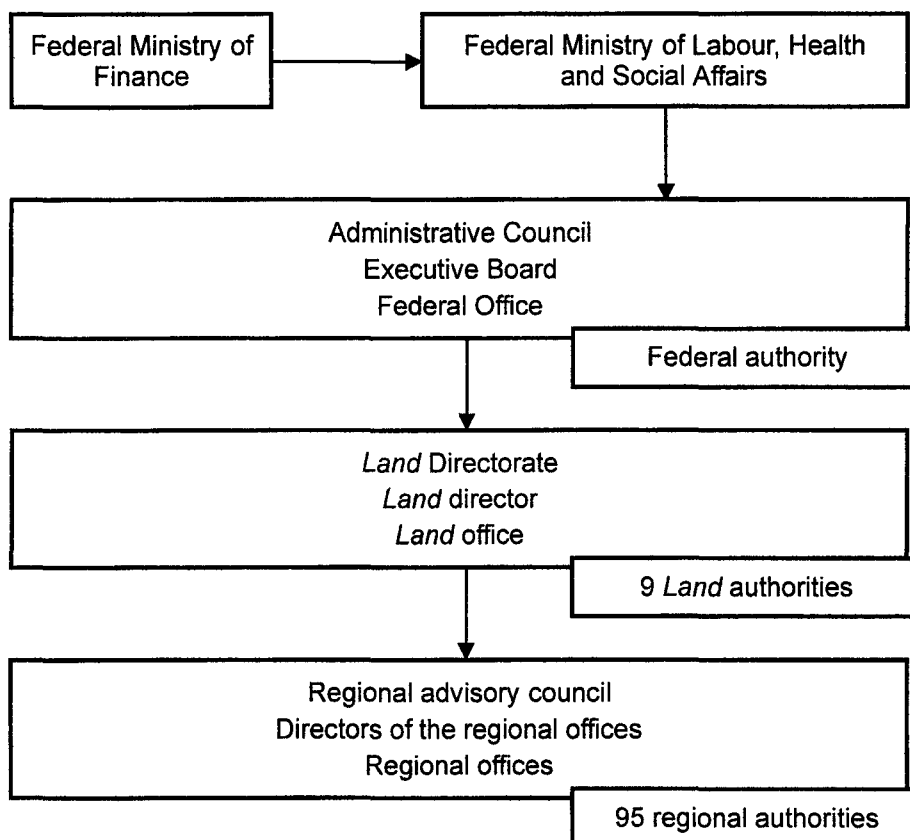 Federal Ministry of
Finance
Federal Ministry of Labour, Health
and Social Affairs
Administrative Council
Executive Board
Federal Office
Federal authority
Land Directorate
Land director
Land office
9 Land authorities
Regional advisory council
Directors of the regional offices
Regional offices
95 regional authorities